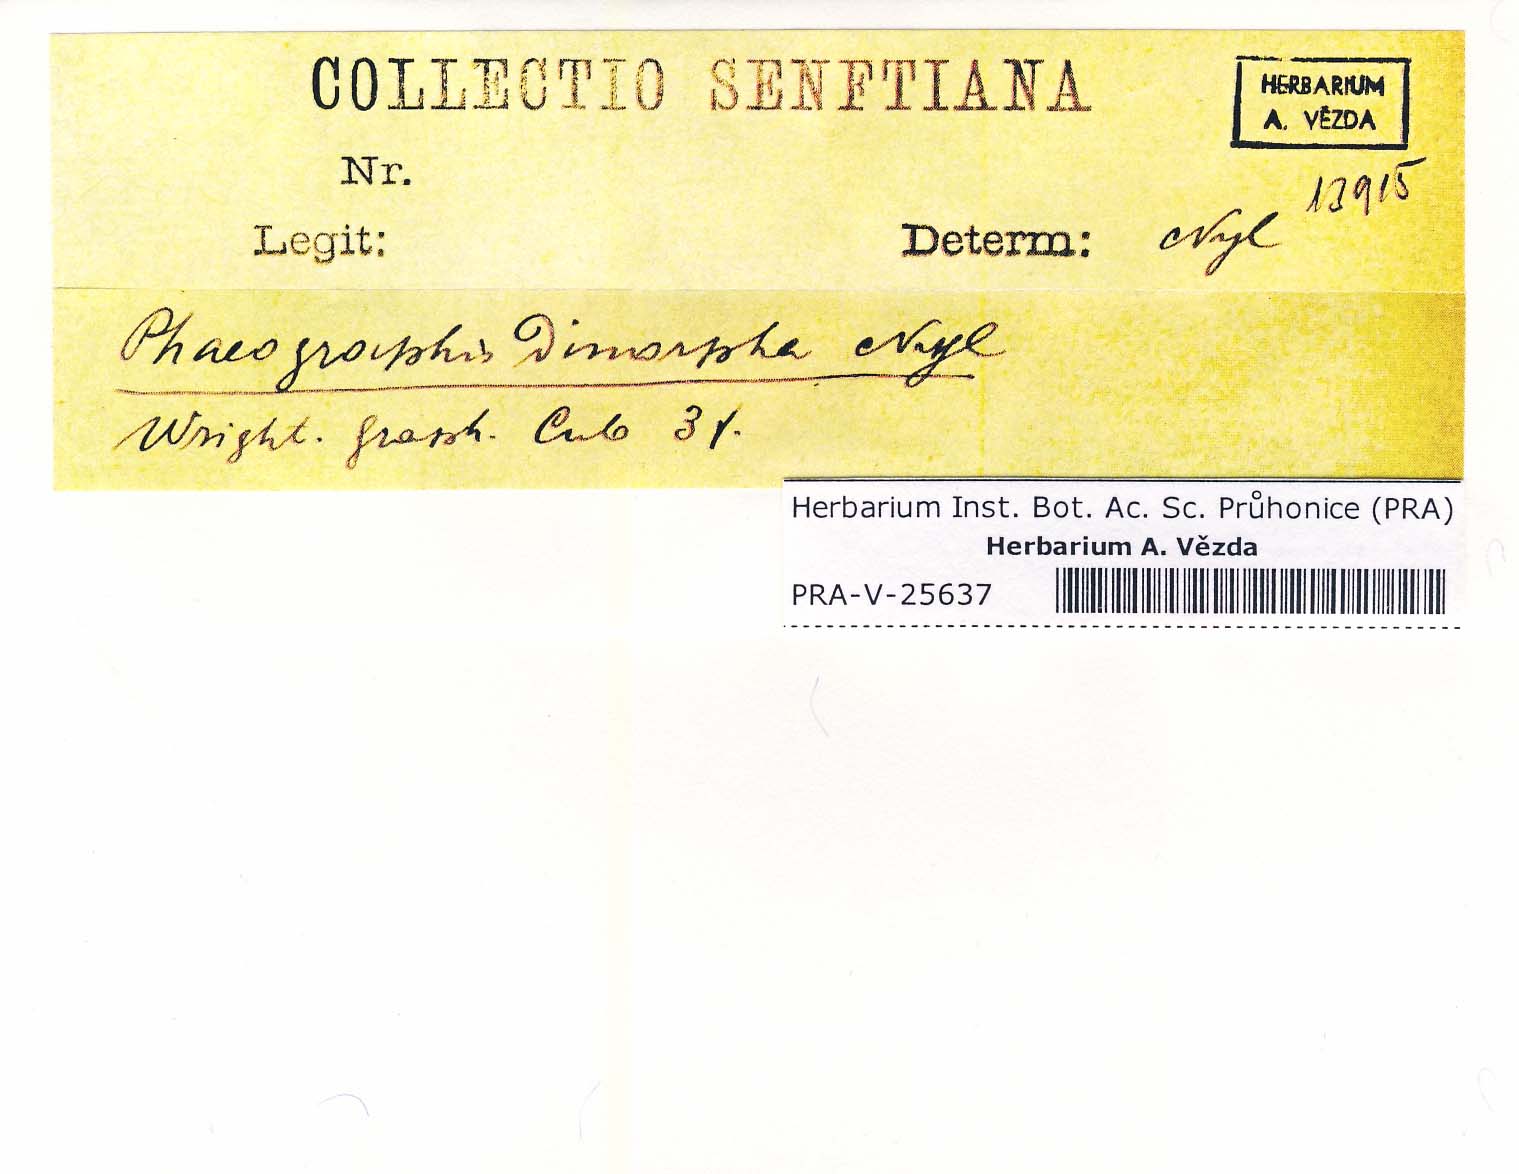 COLLECTIO SENFTIANA
HERBARIUM
A. VĚZDA
Nr.
13915
Legit:
Determ: Nyl
Phaeographis Dimorpha Nyl
Wright. graph. Cub 3γ.
Herbarium Inst. Bot. Ac. Sc. Průhonice (PRA)
Herbarium A. Vězda
PRA-V-25637